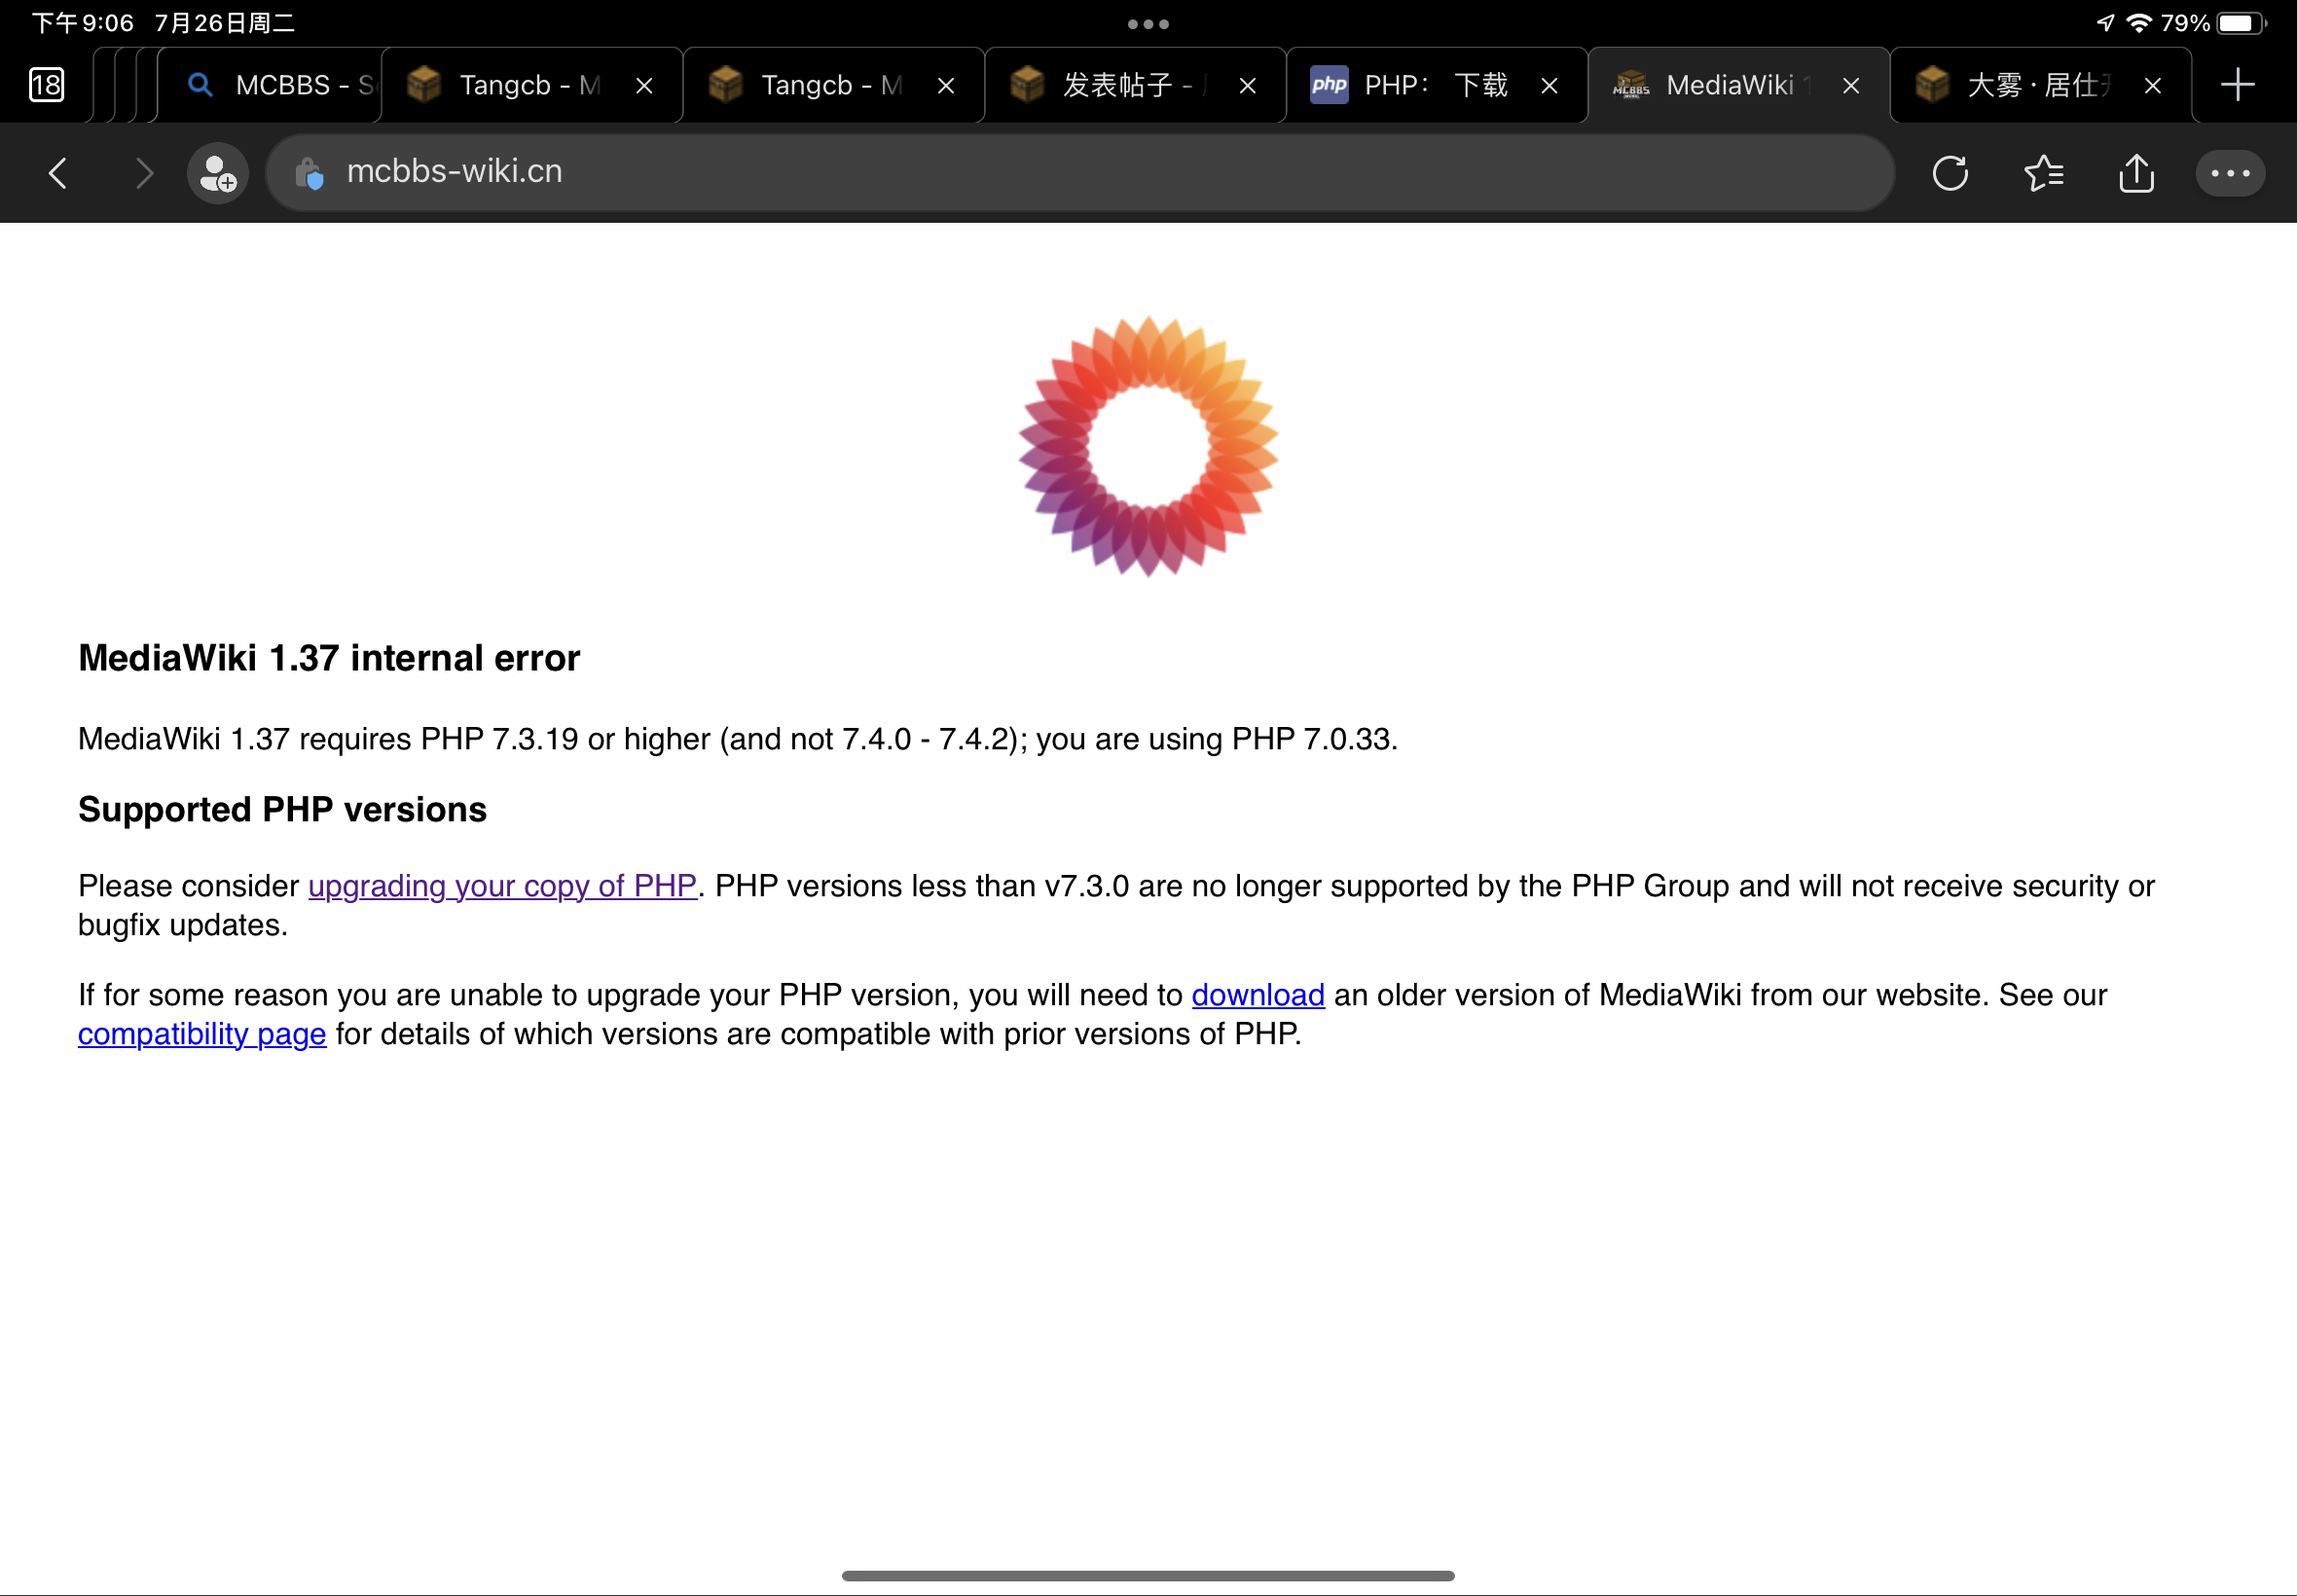 下午9:06 7月26日周二
79%
18
MCBBS - S
Tangcb - M
Tangcb - M
发表帖子 -
php PHP： 下载
MCBBS MediaWiki 1
大雾 · 居仕
mcbbs-wiki.cn
MediaWiki 1.37 internal error
MediaWiki 1.37 requires PHP 7.3.19 or higher (and not 7.4.0 - 7.4.2); you are using PHP 7.0.33.
Supported PHP versions
Please consider upgrading your copy of PHP. PHP versions less than v7.3.0 are no longer supported by the PHP Group and will not receive security or
bugfix updates.
If for some reason you are unable to upgrade your PHP version, you will need to download an older version of MediaWiki from our website. See our
compatibility page for details of which versions are compatible with prior versions of PHP.